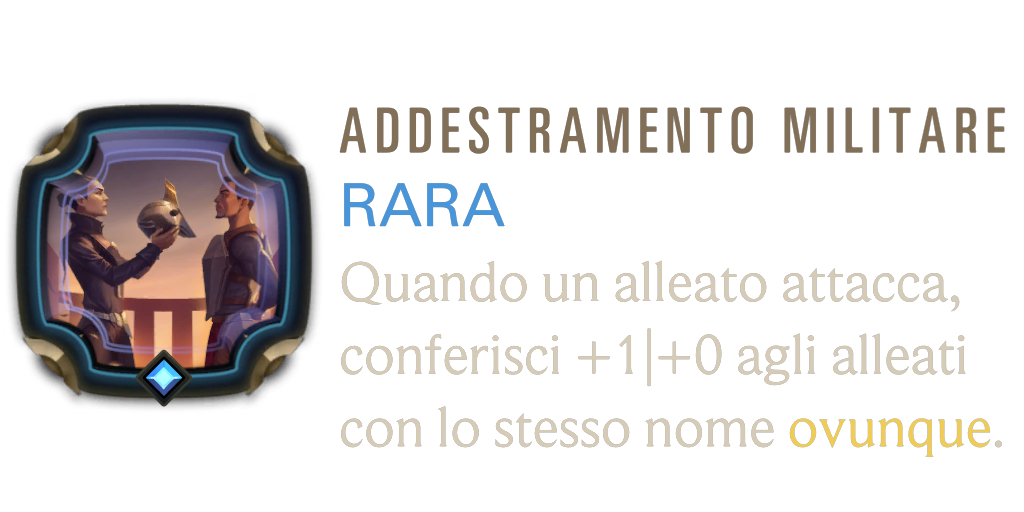 ADDESTRAMENTO MILITARE
RARA
Quando un alleato attacca,
conferisci +1|+0 agli alleati
con lo stesso nome ovunque.